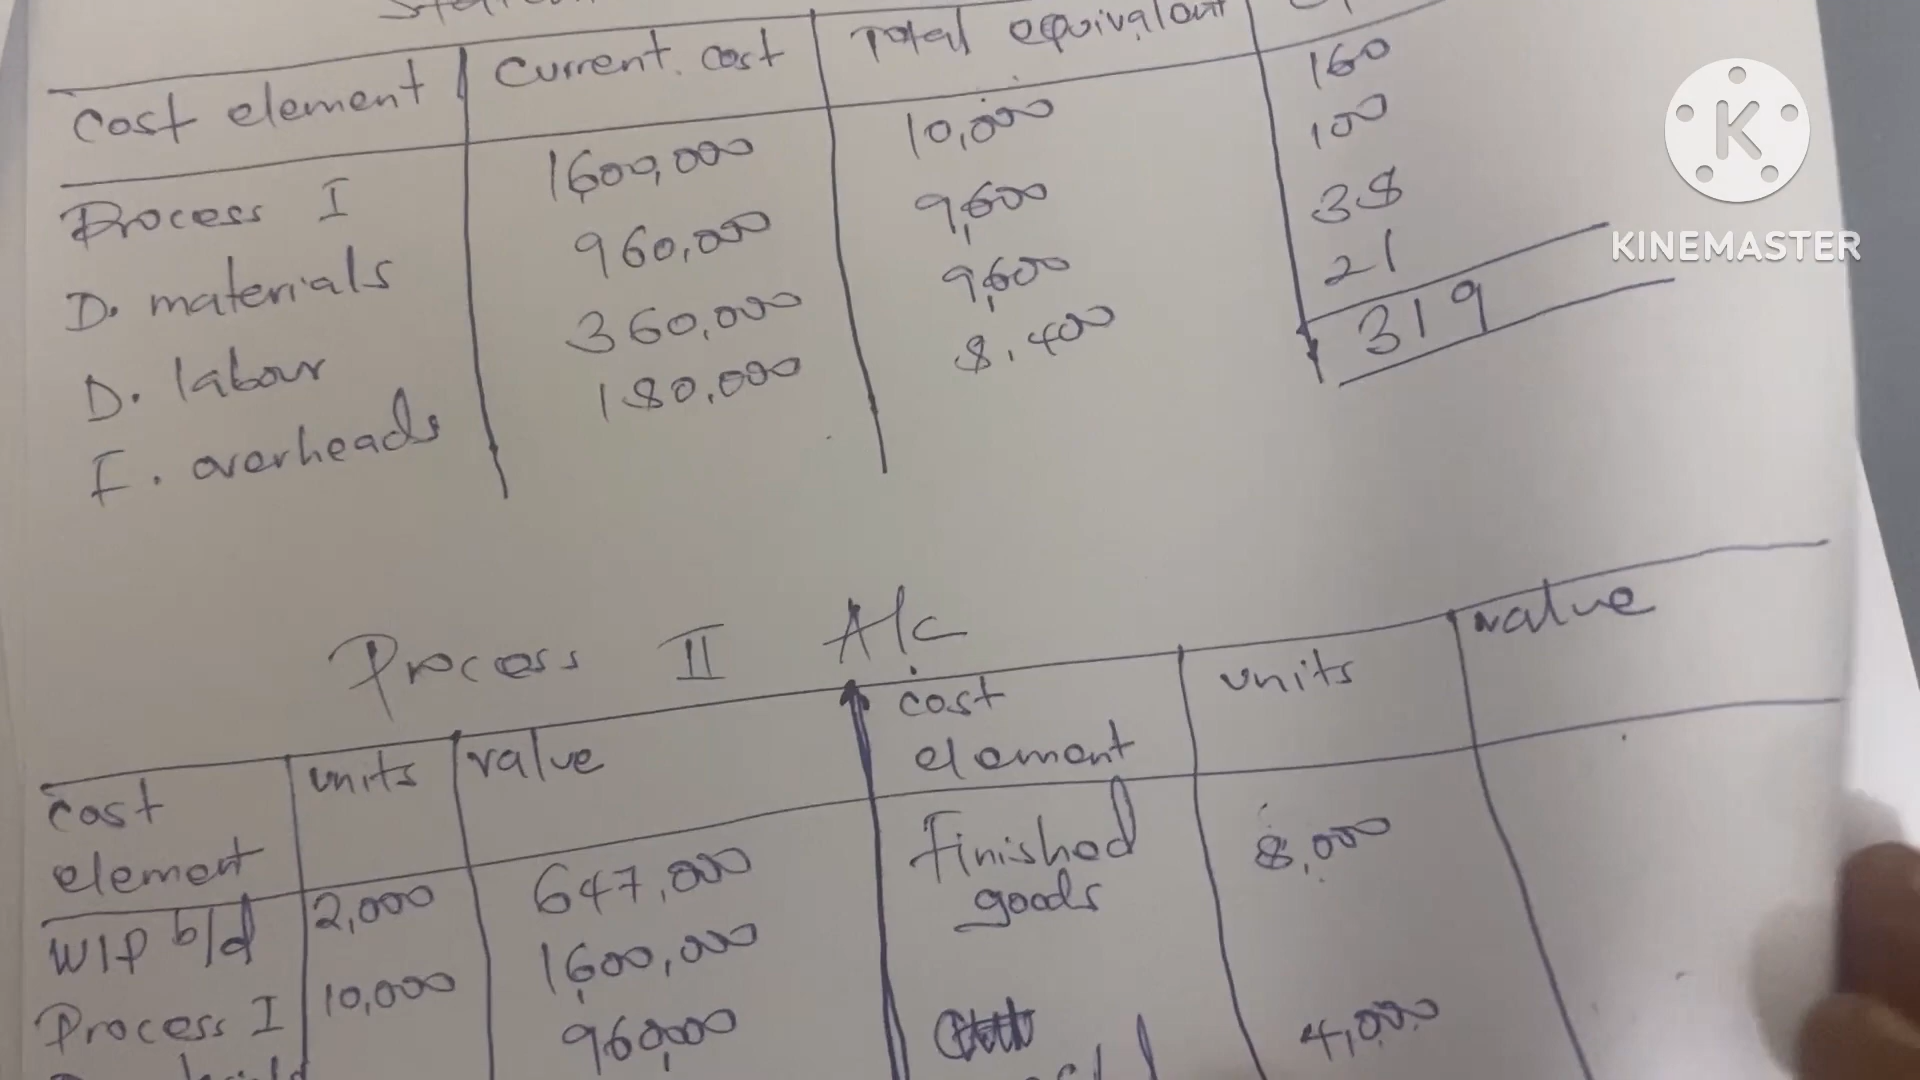 Cost element Current. cost Total equivalent
Process I 1600,000 10,000 160
D. materials 960,000 9,600 100
D. labour 360,000 9,600 38
F. overheads 180,000 8,400 21
319
K
KINEMASTER
Process II A/c
cost element units value cost element units value
WIP b/d 2,000 647,000 Finished goods 8,000
Process I 10,000 1600,000
960,000 4,000